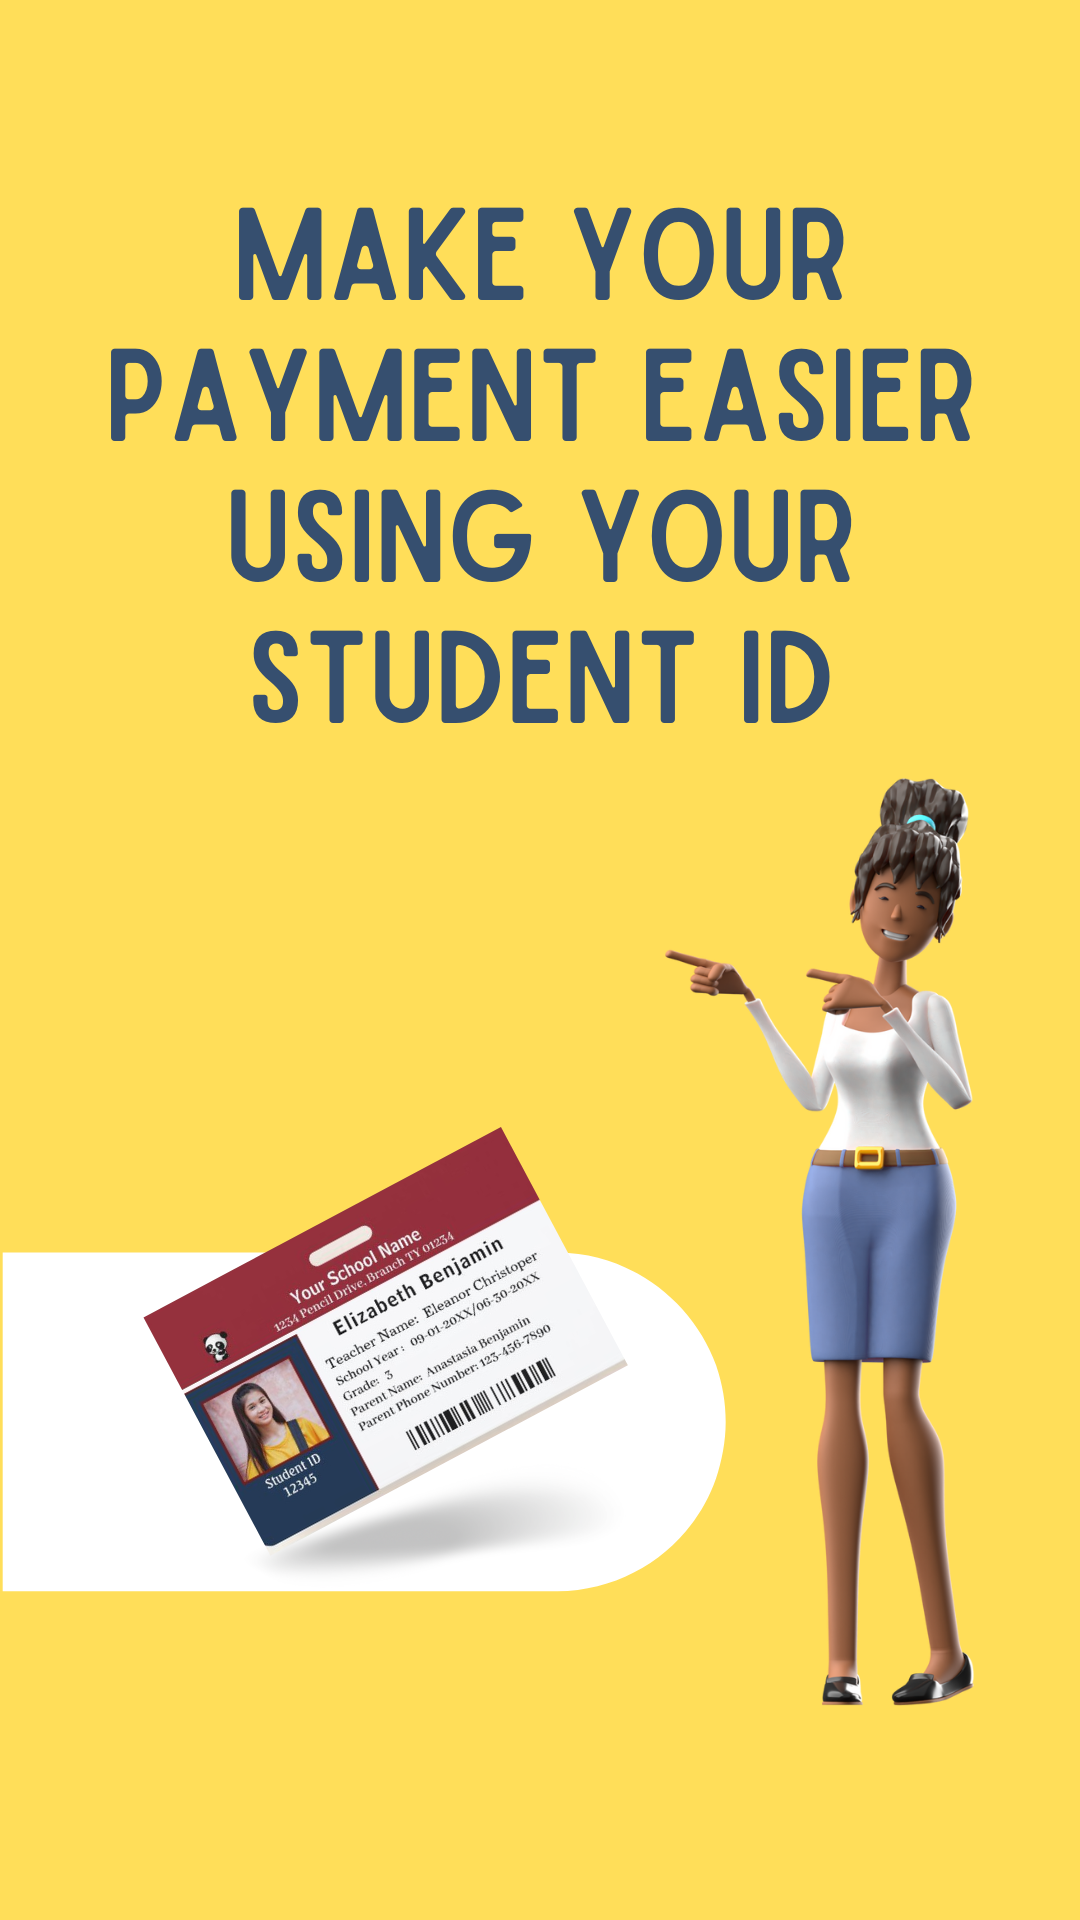 MAKE YOUR
PAYMENT EASIER
USING YOUR
STUDENT ID
Your School Name
1234 Pencil Drive, Branch TY 01234
Elizabeth Benjamin
Teacher Name: Eleanor Christoper
School Year: 09-01-20XX/06-30-20XX
Grade: 3
Parent Name: Anastasia Benjamin
Parent Phone Number: 123-456-7890
Student ID
12345